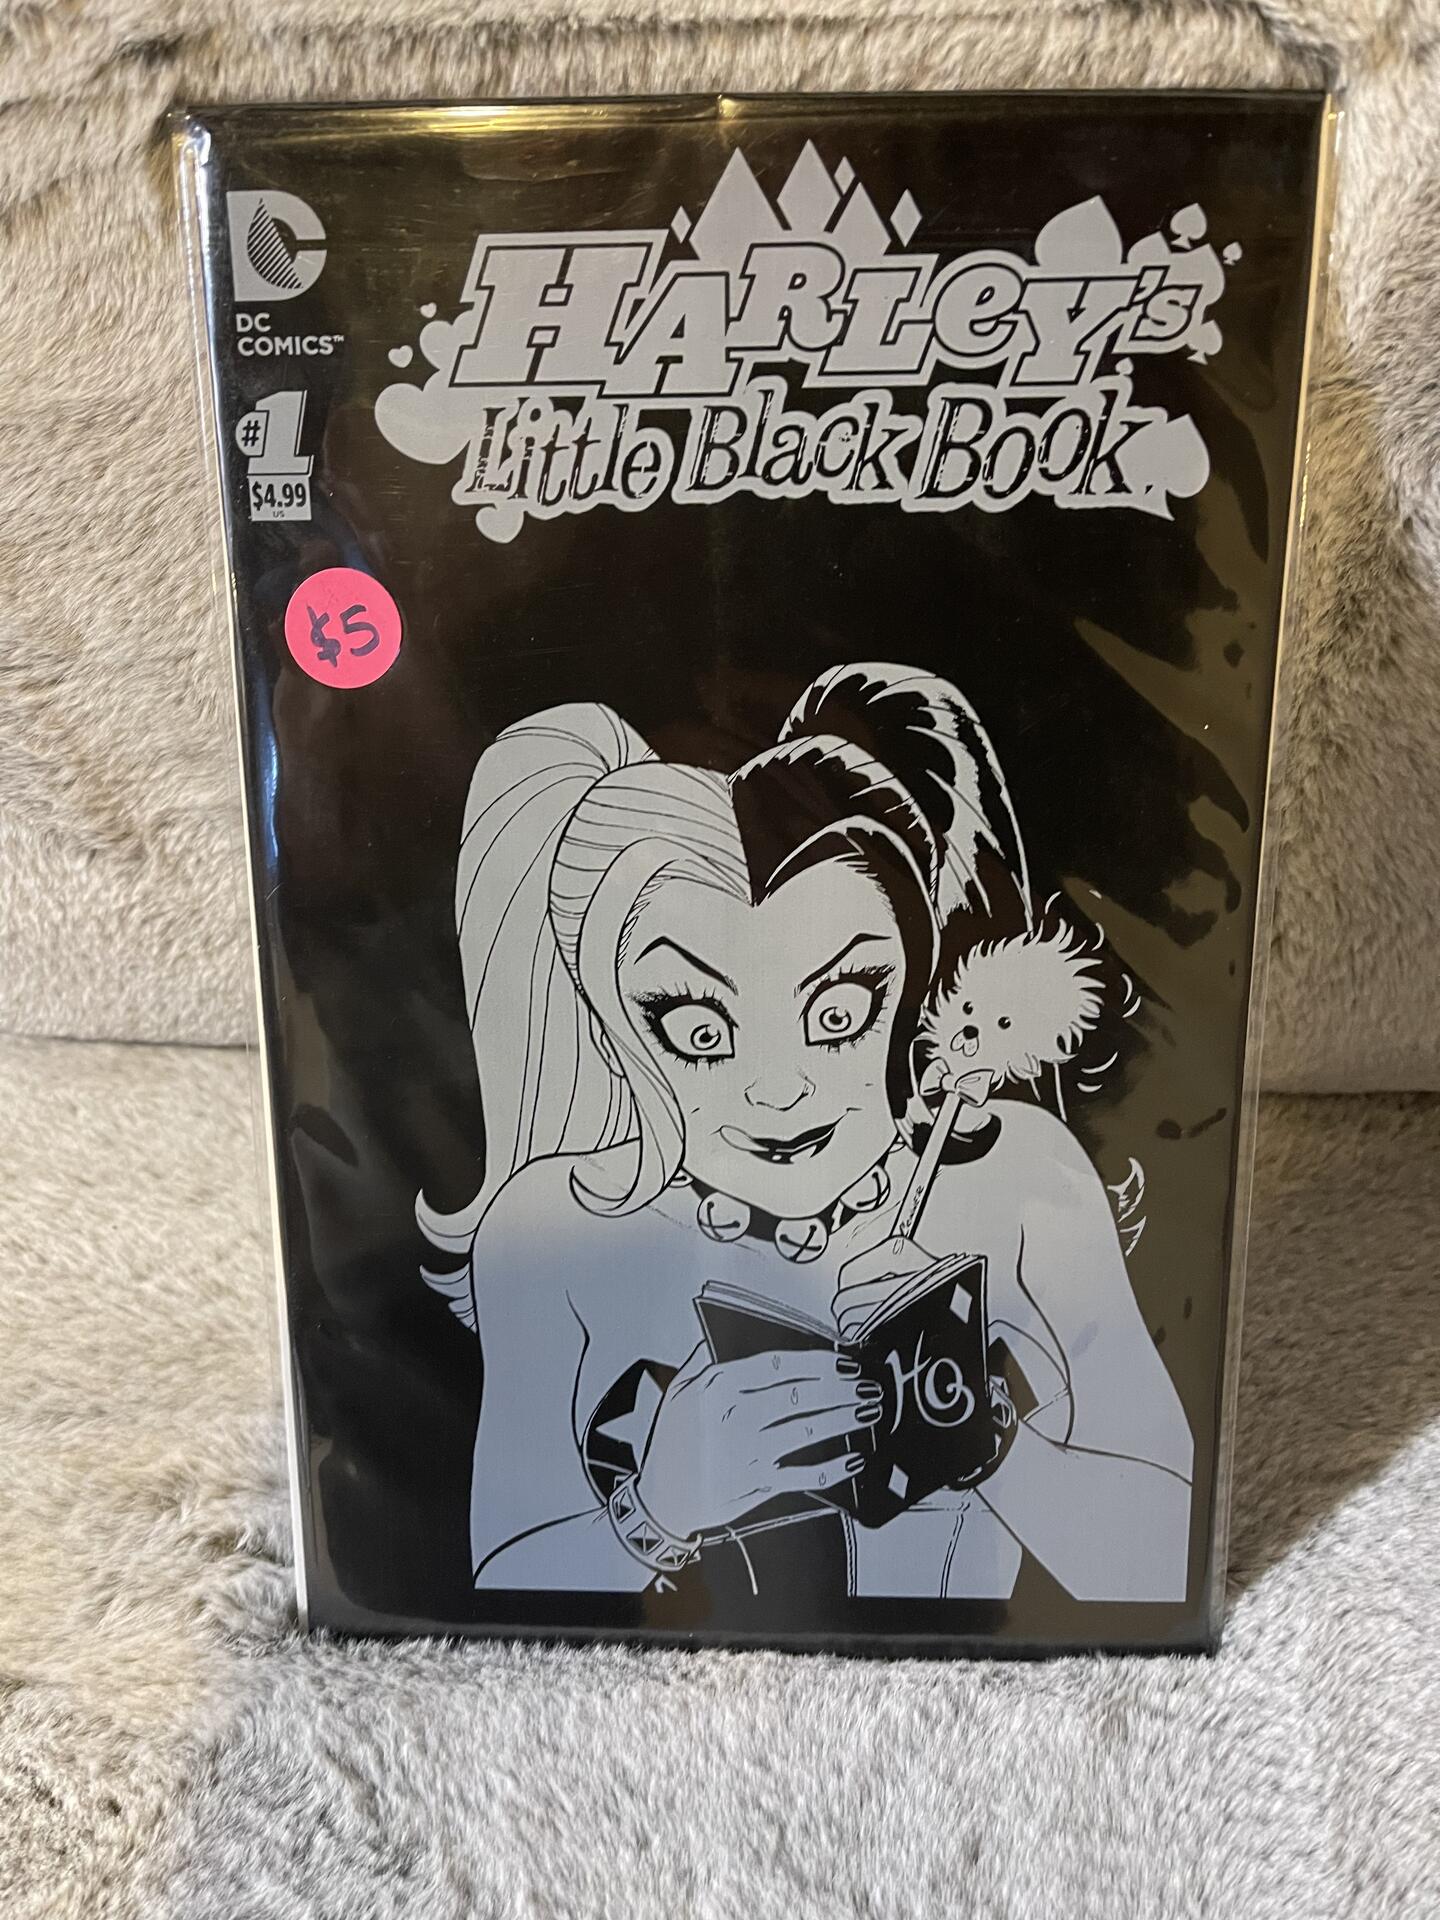 DC
COMICS™
HARLEY'S
Little Black Book
#1
$4.99
US
$5
HQ